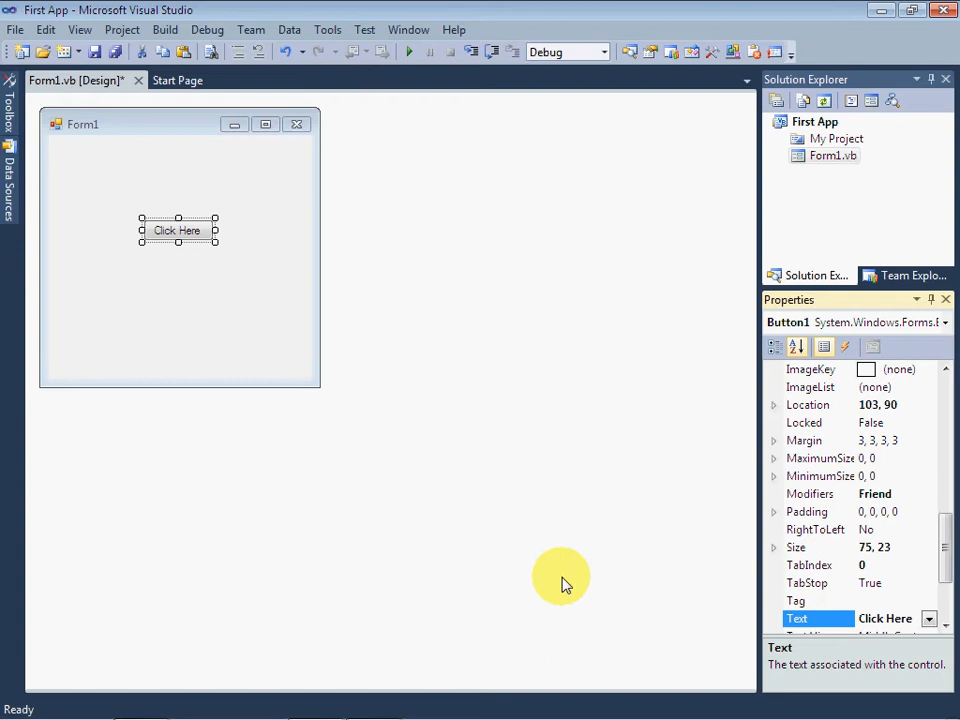 First App - Microsoft Visual Studio
File Edit View Project Build Debug Team Data Tools Test Window Help
Debug
Form1.vb [Design]* Start Page
Toolbox
Data Sources
Form1
Click Here
Solution Explorer
First App
My Project
Form1.vb
Solution Ex... Team Explo...
Properties
Button1 System.Windows.Forms.E
ImageKey (none)
ImageList (none)
Location 103, 90
Locked False
Margin 3, 3, 3, 3
MaximumSize 0, 0
MinimumSize 0, 0
Modifiers Friend
Padding 0, 0, 0, 0
RightToLeft No
Size 75, 23
TabIndex 0
TabStop True
Tag
Text Click Here
Text
The text associated with the control.
Ready